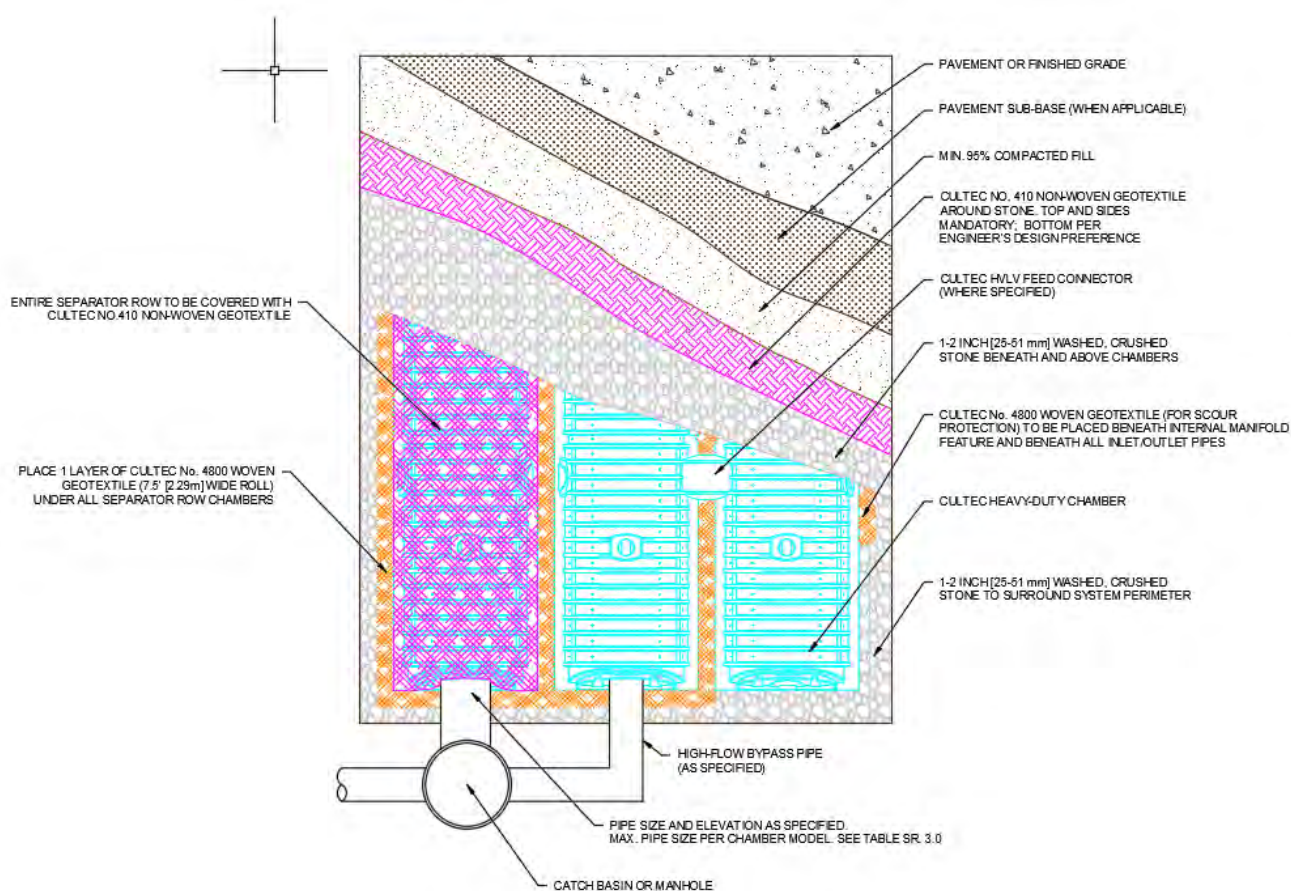 PAVEMENT OR FINISHED GRADE
PAVEMENT SUB-BASE (WHEN APPLICABLE)
MIN. 95% COMPACTED FILL
CULTEC NO. 410 NON-WOVEN GEOTEXTILE
AROUND STONE. TOP AND SIDES
MANDATORY; BOTTOM PER
ENGINEER'S DESIGN PREFERENCE
CULTEC HVLV FEED CONNECTOR
(WHERE SPECIFIED)
ENTIRE SEPARATOR ROW TO BE COVERED WITH
CULTEC NO.410 NON-WOVEN GEOTEXTILE
1-2 INCH [25-51 mm] WASHED, CRUSHED
STONE BENEATH AND ABOVE CHAMBERS
CULTEC No. 4800 WOVEN GEOTEXTILE (FOR SCOUR
PROTECTION) TO BE PLACED BENEATH INTERNAL MANIFOLD
FEATURE AND BENEATH ALL INLET/OUTLET PIPES
PLACE 1 LAYER OF CULTEC No. 4800 WOVEN
GEOTEXTILE (7.5' [2.29m] WIDE ROLL)
UNDER ALL SEPARATOR ROW CHAMBERS
CULTEC HEAVY-DUTY CHAMBER
1-2 INCH [25-51 mm] WASHED, CRUSHED
STONE TO SURROUND SYSTEM PERIMETER
HIGH-FLOW BYPASS PIPE
(AS SPECIFIED)
PIPE SIZE AND ELEVATION AS SPECIFIED.
MAX. PIPE SIZE PER CHAMBER MODEL. SEE TABLE SR. 3.0
CATCH BASIN OR MANHOLE